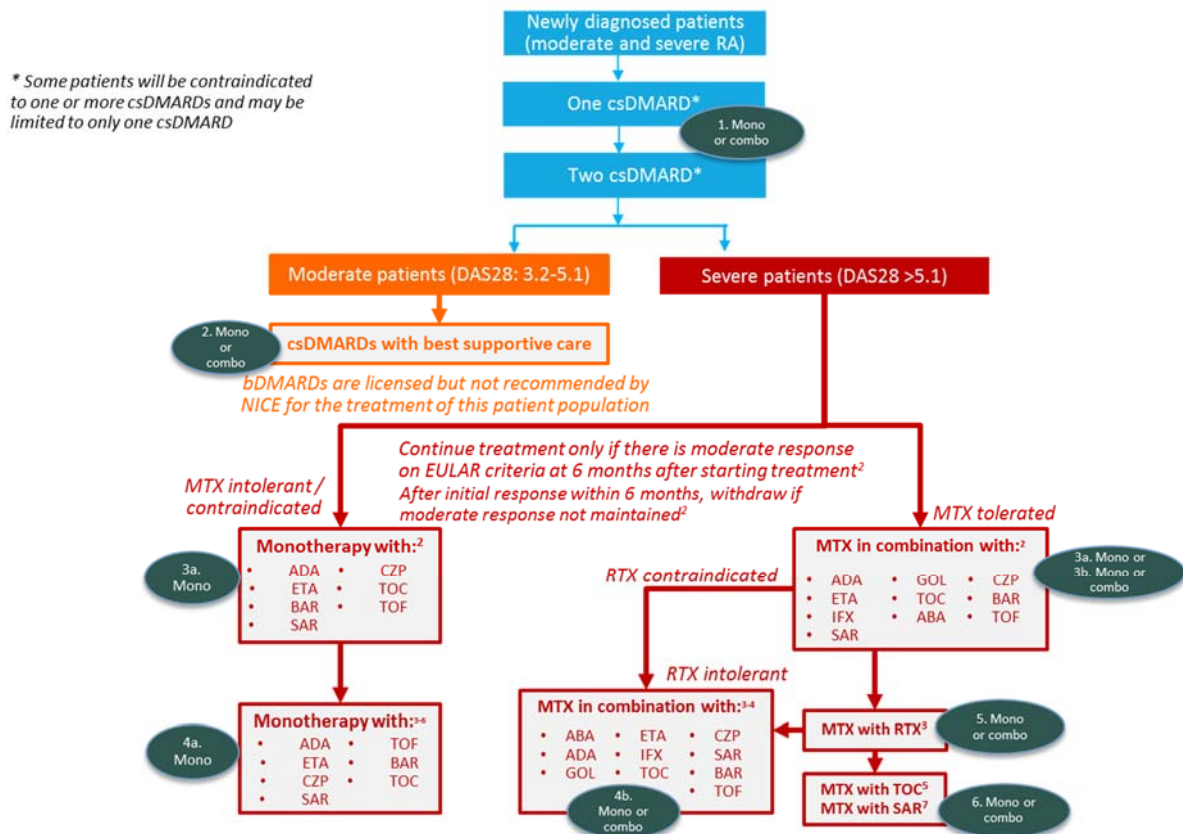 Newly diagnosed patients
(moderate and severe RA)
* Some patients will be contraindicated
to one or more csDMARDs and may be
limited to only one csDMARD
One csDMARD*
1. Mono
or combo
Two csDMARD*
Moderate patients (DAS28: 3.2-5.1)
Severe patients (DAS28 >5.1)
2. Mono
or
combo
csDMARDs with best supportive care
bDMARDs are licensed but not recommended by
NICE for the treatment of this patient population
Continue treatment only if there is moderate response
on EULAR criteria at 6 months after starting treatment²
After initial response within 6 months, withdraw if
moderate response not maintained²
MTX intolerant /
contraindicated
MTX tolerated
3a.
Mono
Monotherapy with:²
• ADA • CZP
• ETA • TOC
• BAR • TOF
• SAR
RTX contraindicated
MTX in combination with:²
• ADA • GOL • CZP
• ETA • TOC • BAR
• IFX • ABA • TOF
• SAR
3a. Mono or
3b. Mono or
combo
RTX intolerant
4a.
Mono
Monotherapy with:³⁻⁶
• ADA • TOF
• ETA • BAR
• CZP • TOC
• SAR
MTX in combination with:³⁻⁴
• ABA • ETA • CZP
• ADA • IFX • SAR
• GOL • TOC • BAR
• TOF
4b.
Mono or
combo
MTX with RTX³
5. Mono
or combo
MTX with TOC⁵
MTX with SAR⁷
6. Mono or
combo